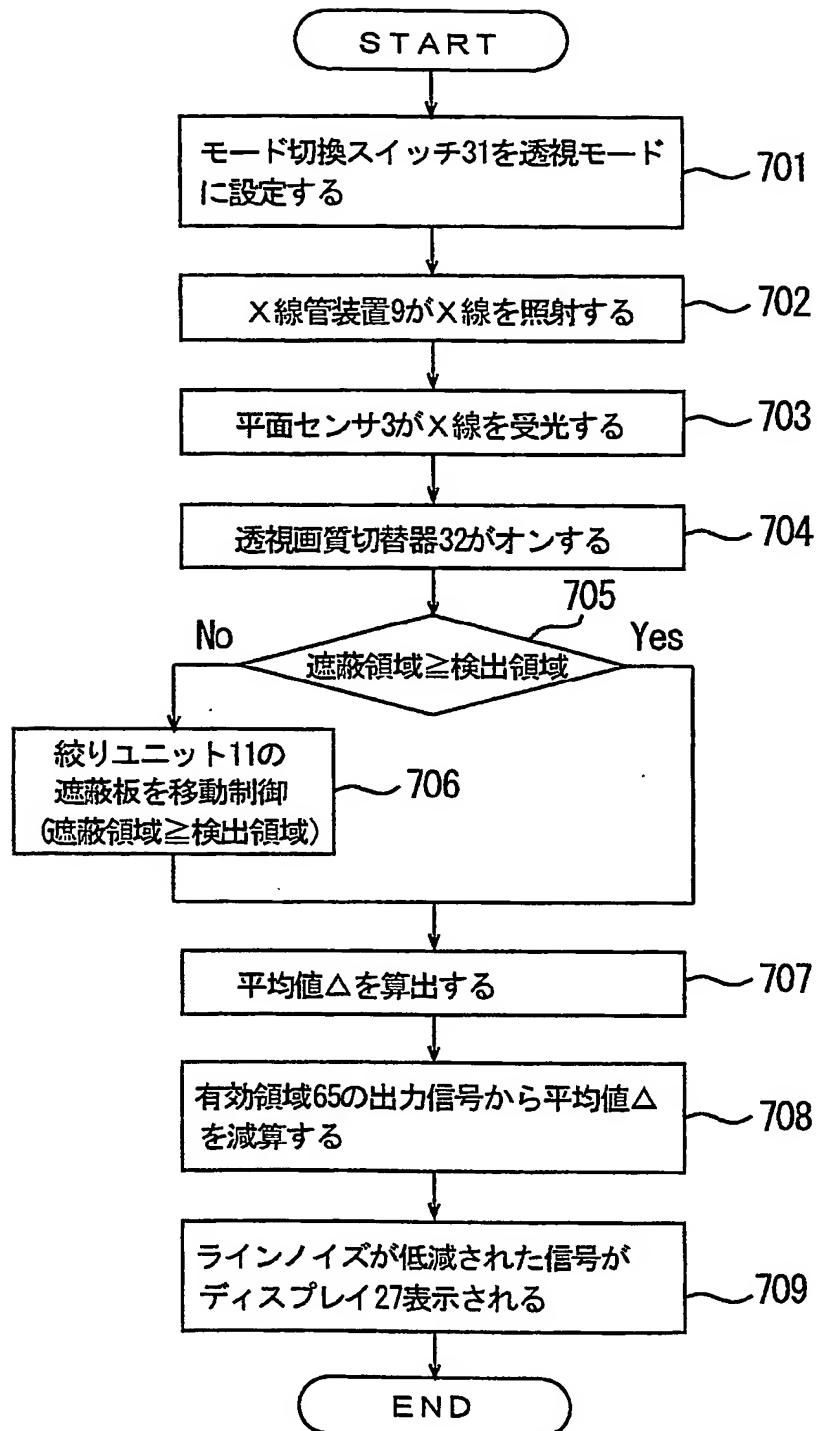 START
モード切換スイッチ31を透視モード
に設定する
701
X線管装置9がX線を照射する
702
平面センサ3がX線を受光する
703
透視画質切替器32がオンする
704
705
No
Yes
遮蔽領域≧検出領域
絞りユニット11の
遮蔽板を移動制御
(遮蔽領域≧検出領域)
706
平均値△を算出する
707
有効領域65の出力信号から平均値△
を減算する
708
ラインノイズが低減された信号が
ディスプレイ27表示される
709
END